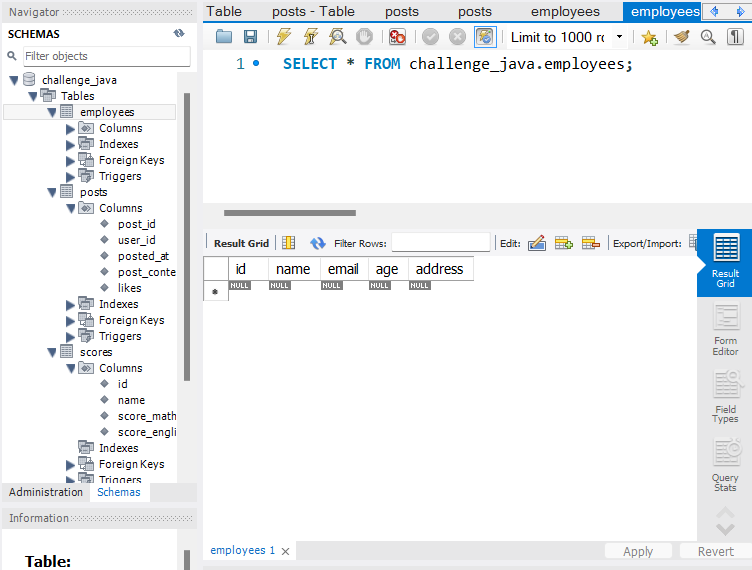 Navigator
SCHEMAS
Filter objects
challenge_java
Tables
employees
Columns
Indexes
Foreign Keys
Triggers
posts
Columns
post_id
user_id
posted_at
post_conte
likes
Indexes
Foreign Keys
Triggers
scores
Columns
id
name
score_math
score_engli
Indexes
Foreign Keys
Triggers
Administration Schemas
Information
Table:
Table posts - Table posts posts employees employees
Limit to 1000 rc
1 SELECT * FROM challenge_java.employees;
Result Grid Filter Rows: Edit: Export/Import:
id name email age address
* NULL NULL NULL NULL NULL
Result
Grid
Form
Editor
Field
Types
Query
Stats
employees 1
Apply Revert